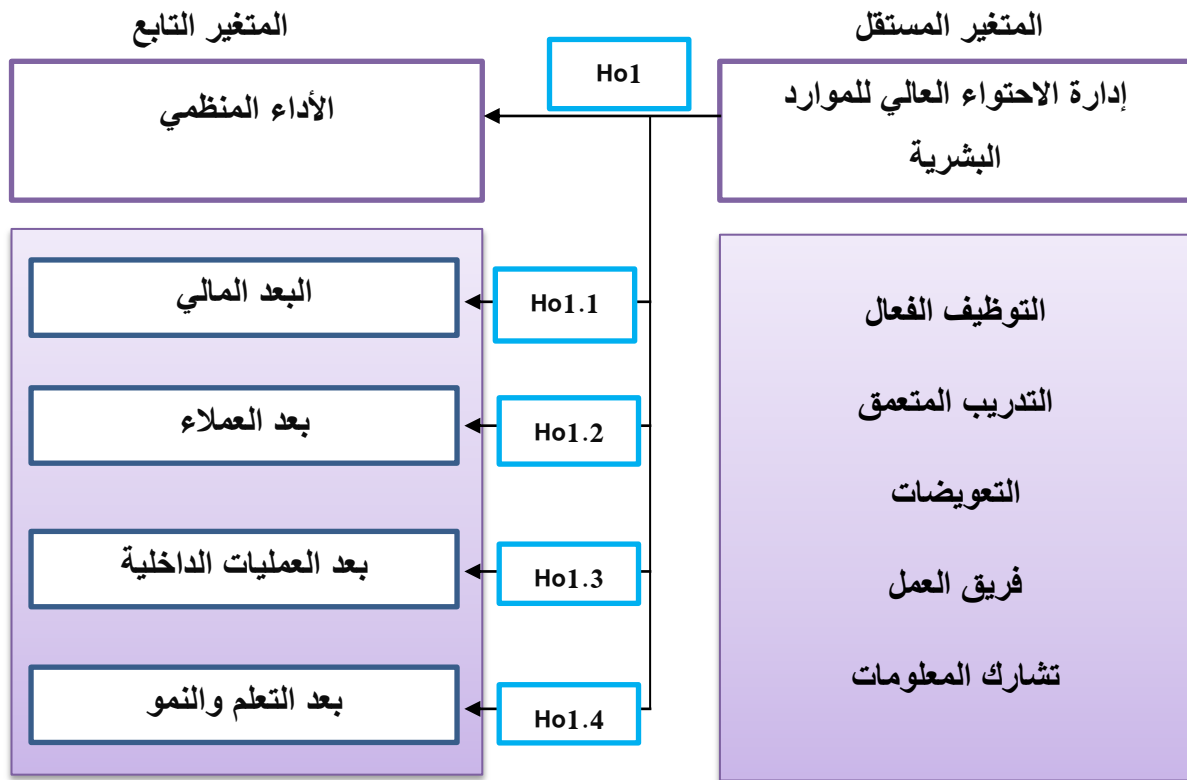 المتغير المستقل
المتغير التابع
إدارة الاحتواء العالي للموارد
البشرية
Ho1
الأداء المنظمي
التوظيف الفعال
التدريب المتعمق
التعويضات
فريق العمل
تشارك المعلومات
Ho1.1
البعد المالي
Ho1.2
بعد العملاء
Ho1.3
بعد العمليات الداخلية
Ho1.4
بعد التعلم والنمو